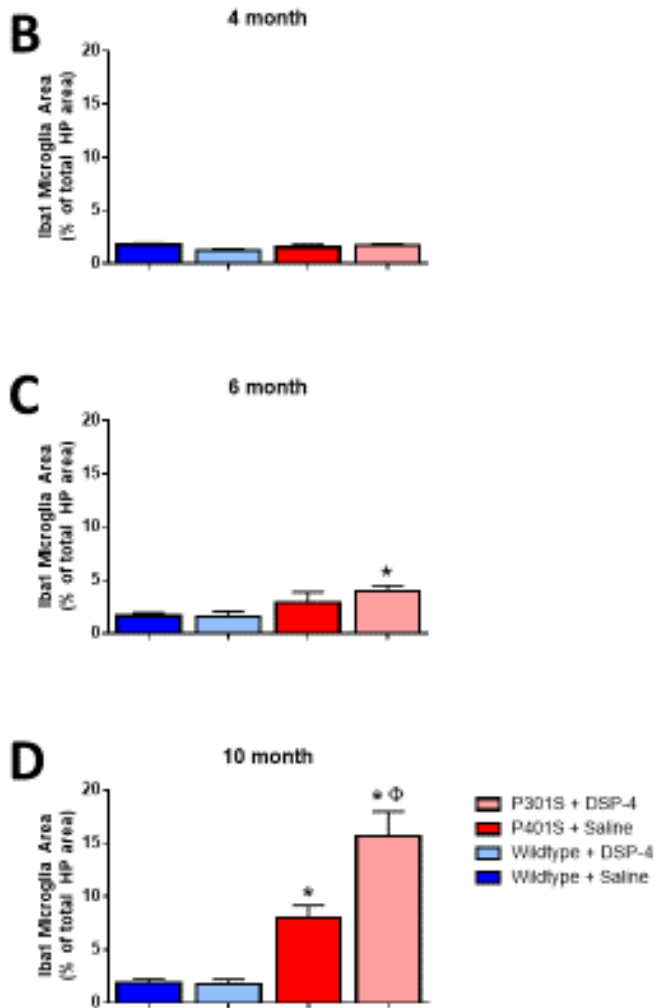 B
4 month
Iba1 Microglia Area
(% of total HP area)
20
15
10
5
0
C
6 month
Iba1 Microglia Area
(% of total HP area)
20
15
10
5
0
*
D
10 month
Iba1 Microglia Area
(% of total HP area)
20
15
10
5
0
*
* Φ
P301S + DSP-4
P401S + Saline
Wildtype + DSP-4
Wildtype + Saline